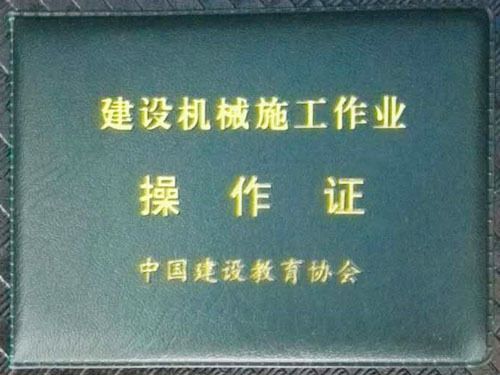 建设机械施工作业
操作证
中国建设教育协会